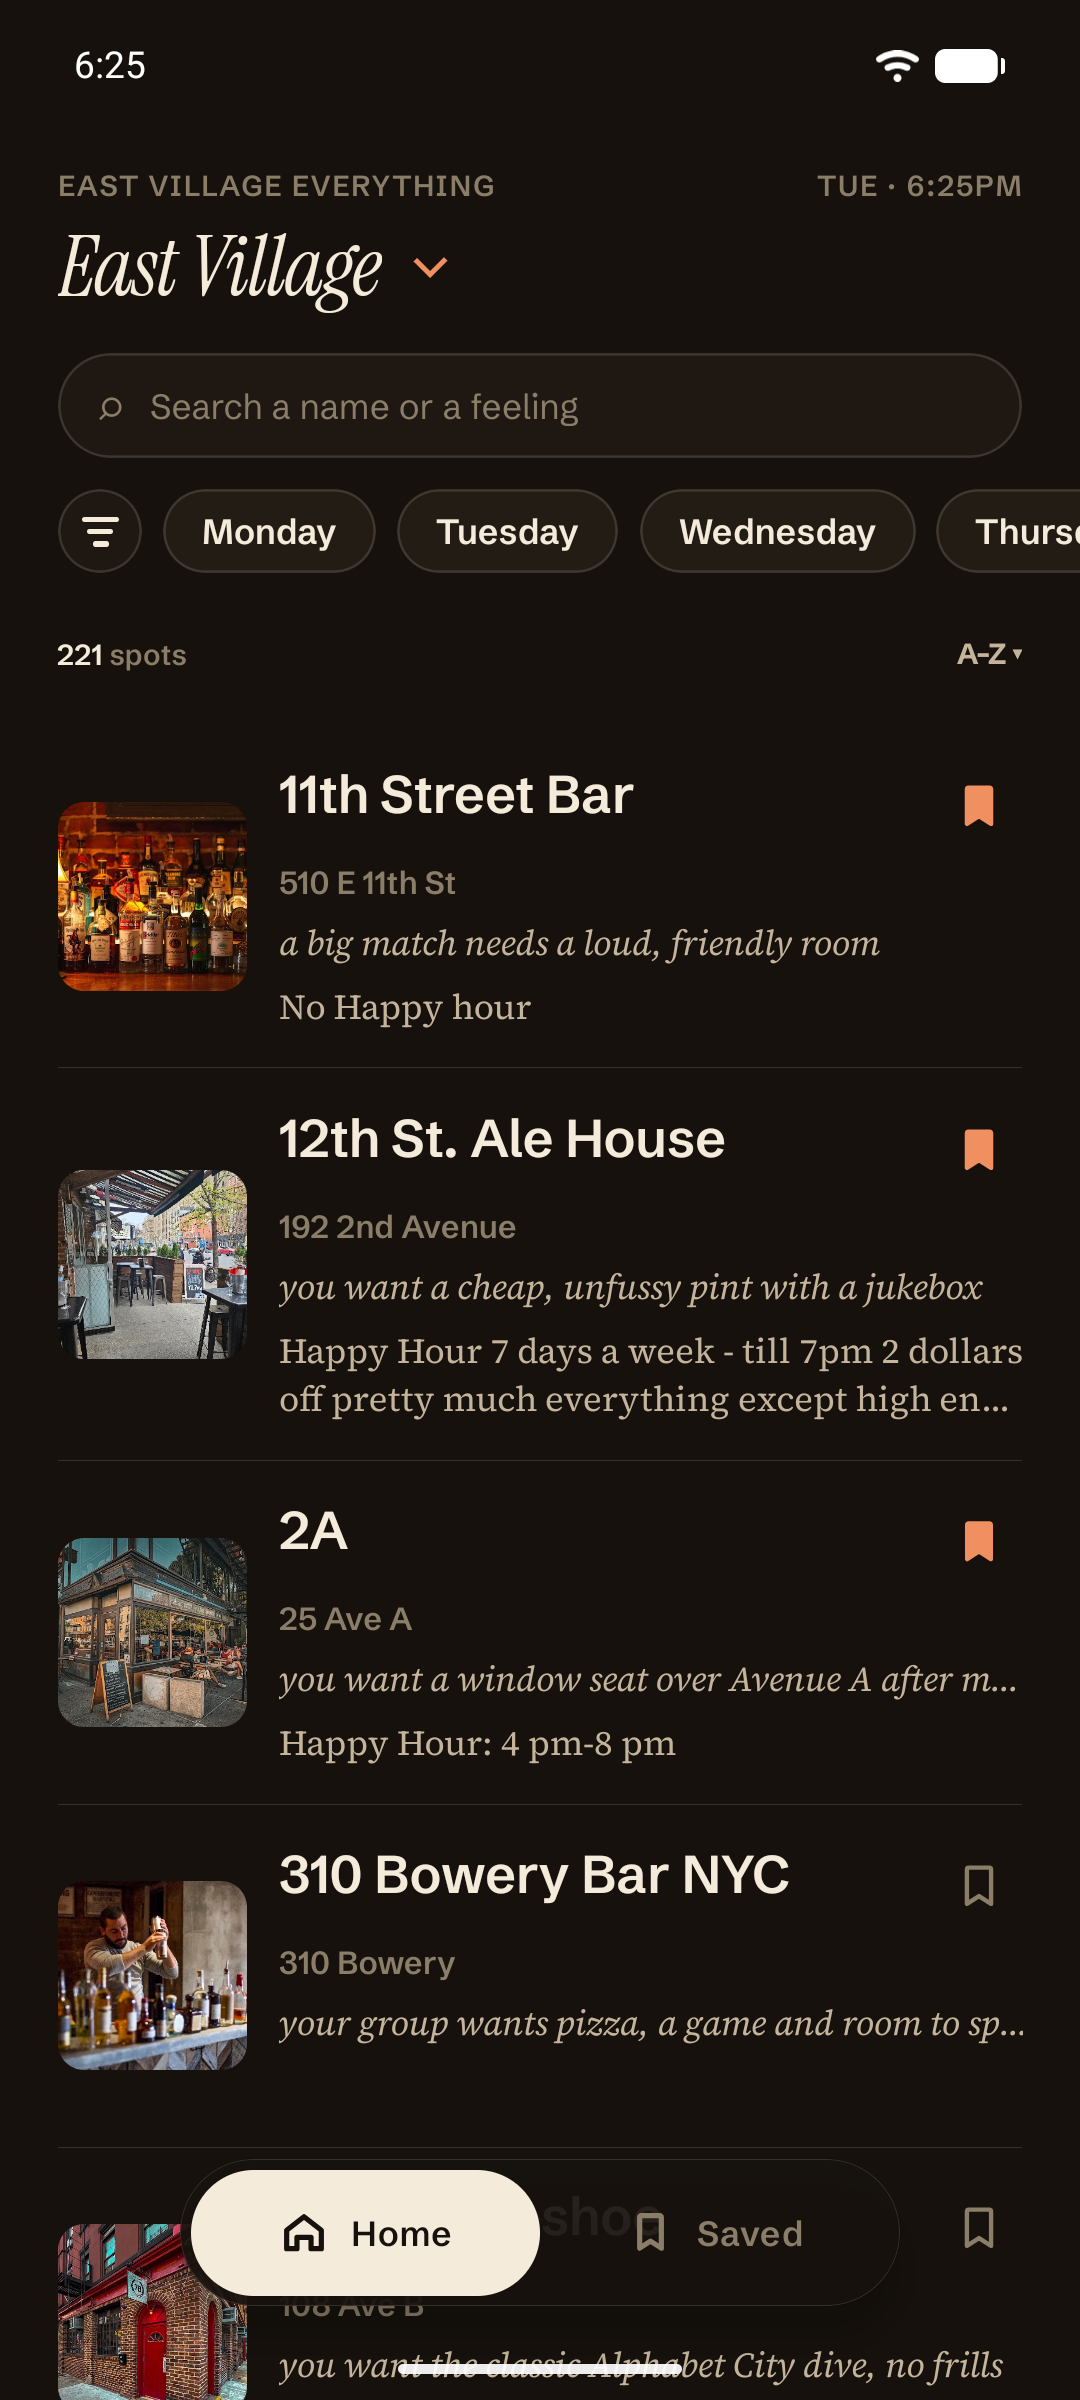 6:25
EAST VILLAGE EVERYTHING
TUE · 6:25PM
East Village
Search a name or a feeling
Monday
Tuesday
Wednesday
Thurs
221 spots
A–Z ▾
11th Street Bar
510 E 11th St
a big match needs a loud, friendly room
No Happy hour
12th St. Ale House
192 2nd Avenue
you want a cheap, unfussy pint with a jukebox
Happy Hour 7 days a week - till 7pm 2 dollars
off pretty much everything except high en...
2A
25 Ave A
you want a window seat over Avenue A after m...
Happy Hour: 4 pm-8 pm
310 Bowery Bar NYC
310 Bowery
your group wants pizza, a game and room to sp...
Home
Saved
108 Ave B
you want the classic Alphabet City dive, no frills